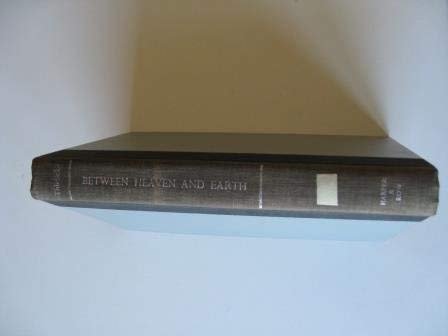 BETWEEN HEAVEN AND EARTH
HARPER
&
ROW